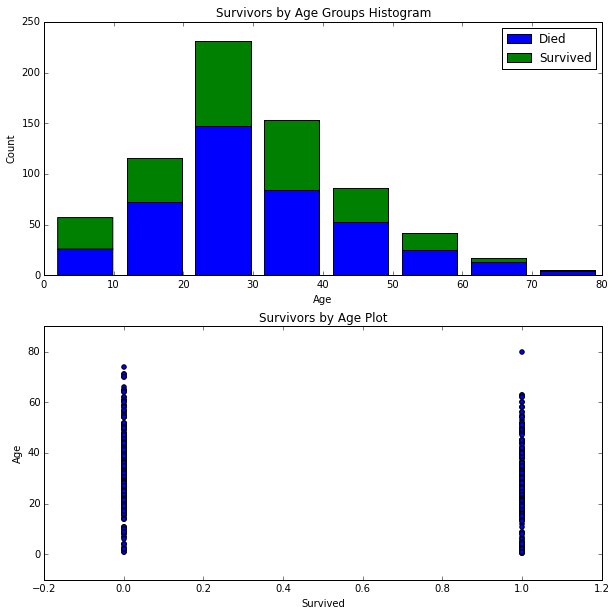 Survivors by Age Groups Histogram
250
200
150
100
50
0
Count
Died
Survived
0 10 20 30 40 50 60 70 80
Age
Survivors by Age Plot
80
60
40
20
0
Age
−0.2 0.0 0.2 0.4 0.6 0.8 1.0 1.2
Survived